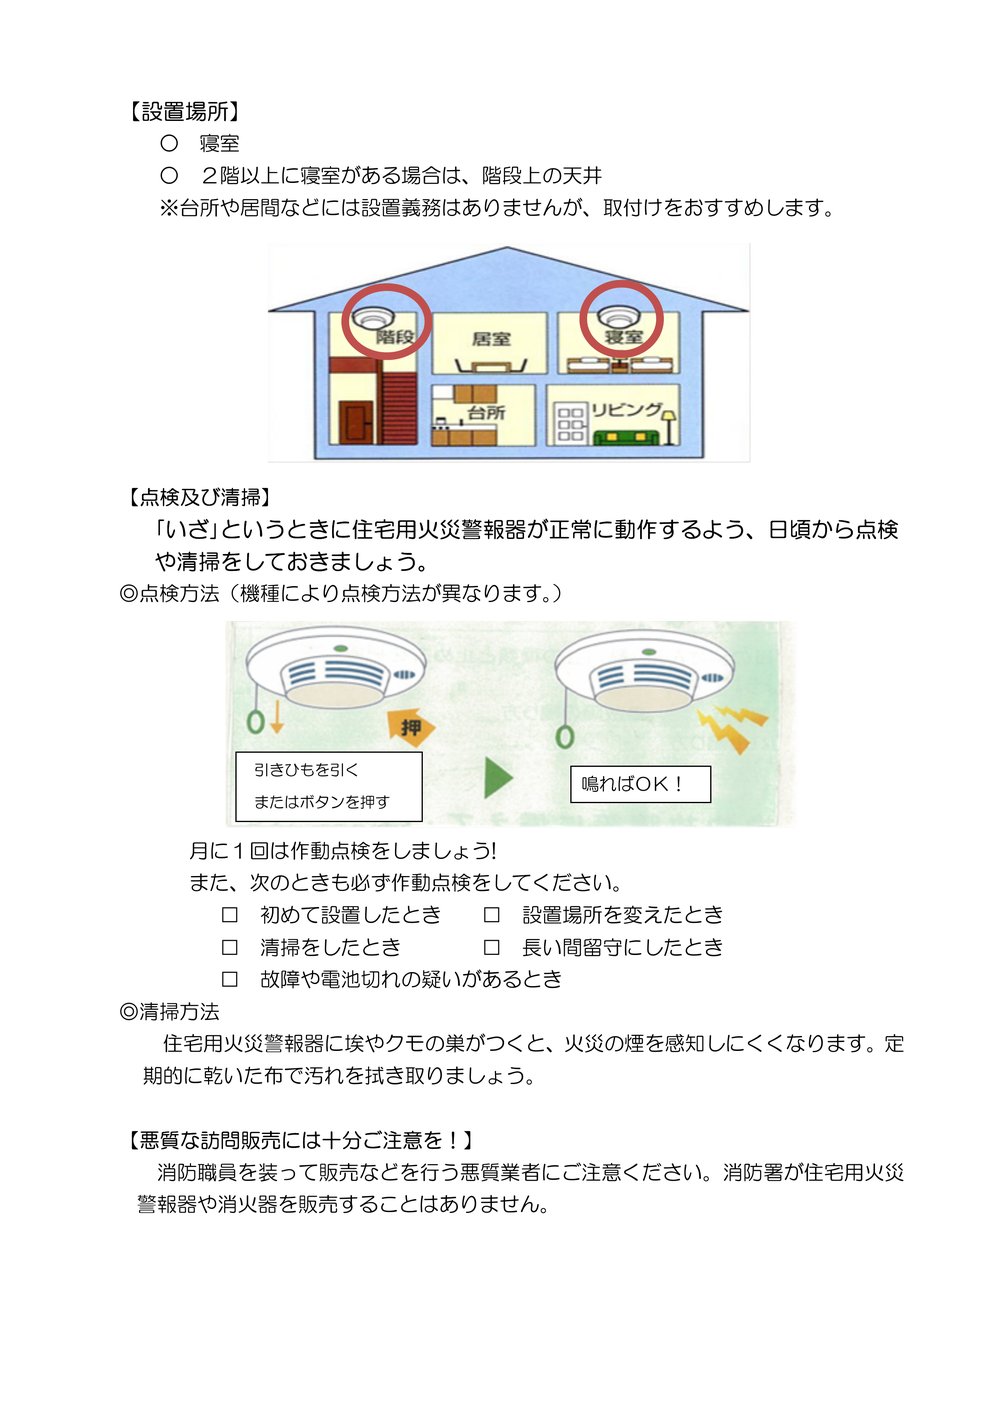 【設置場所】
○ 寝室
○ ２階以上に寝室がある場合は、階段上の天井
※台所や居間などには設置義務はありませんが、取付けをおすすめします。
階段
居室
寝室
台所
リビング
【点検及び清掃】
「いざ」というときに住宅用火災警報器が正常に動作するよう、日頃から点検
や清掃をしておきましょう。
◎点検方法（機種により点検方法が異なります。）
押
引きひもを引く
またはボタンを押す
鳴ればＯＫ！
月に１回は作動点検をしましょう！
また、次のときも必ず作動点検をしてください。
□ 初めて設置したとき □ 設置場所を変えたとき
□ 清掃をしたとき □ 長い間留守にしたとき
□ 故障や電池切れの疑いがあるとき
◎清掃方法
住宅用火災警報器に埃やクモの巣がつくと、火災の煙を感知しにくくなります。定
期的に乾いた布で汚れを拭き取りましょう。
【悪質な訪問販売には十分ご注意を！】
消防職員を装って販売などを行う悪質業者にご注意ください。消防署が住宅用火災
警報器や消火器を販売することはありません。